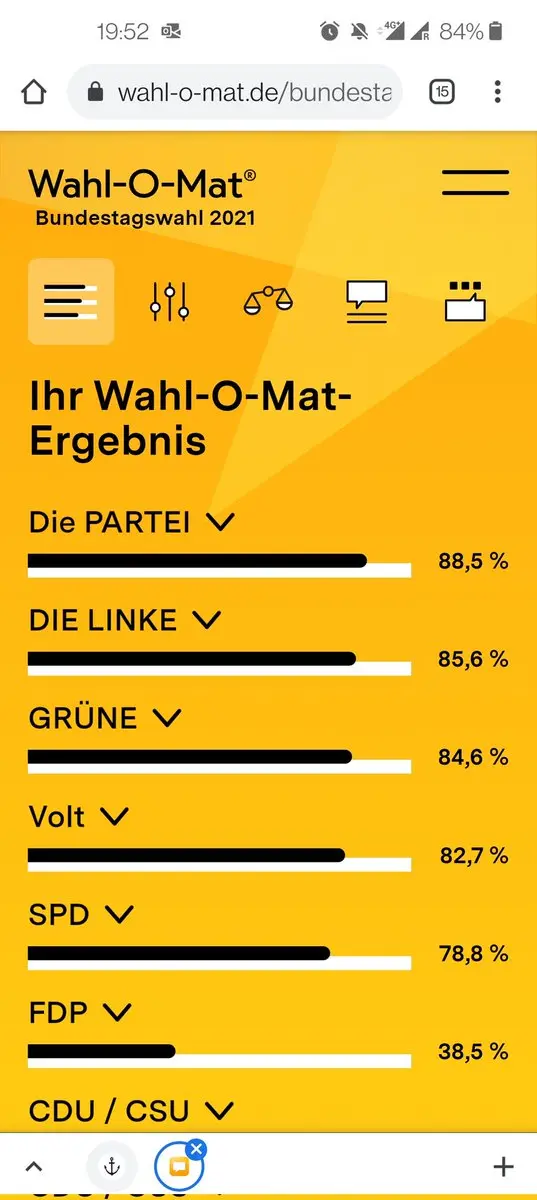 19:52 4G+ R 84%
wahl-o-mat.de/bundesta 15
Wahl-O-Mat®
Bundestagswahl 2021
Ihr Wahl-O-Mat-
Ergebnis
Die PARTEI
88,5 %
DIE LINKE
85,6 %
GRÜNE
84,6 %
Volt
82,7 %
SPD
78,8 %
FDP
38,5 %
CDU / CSU